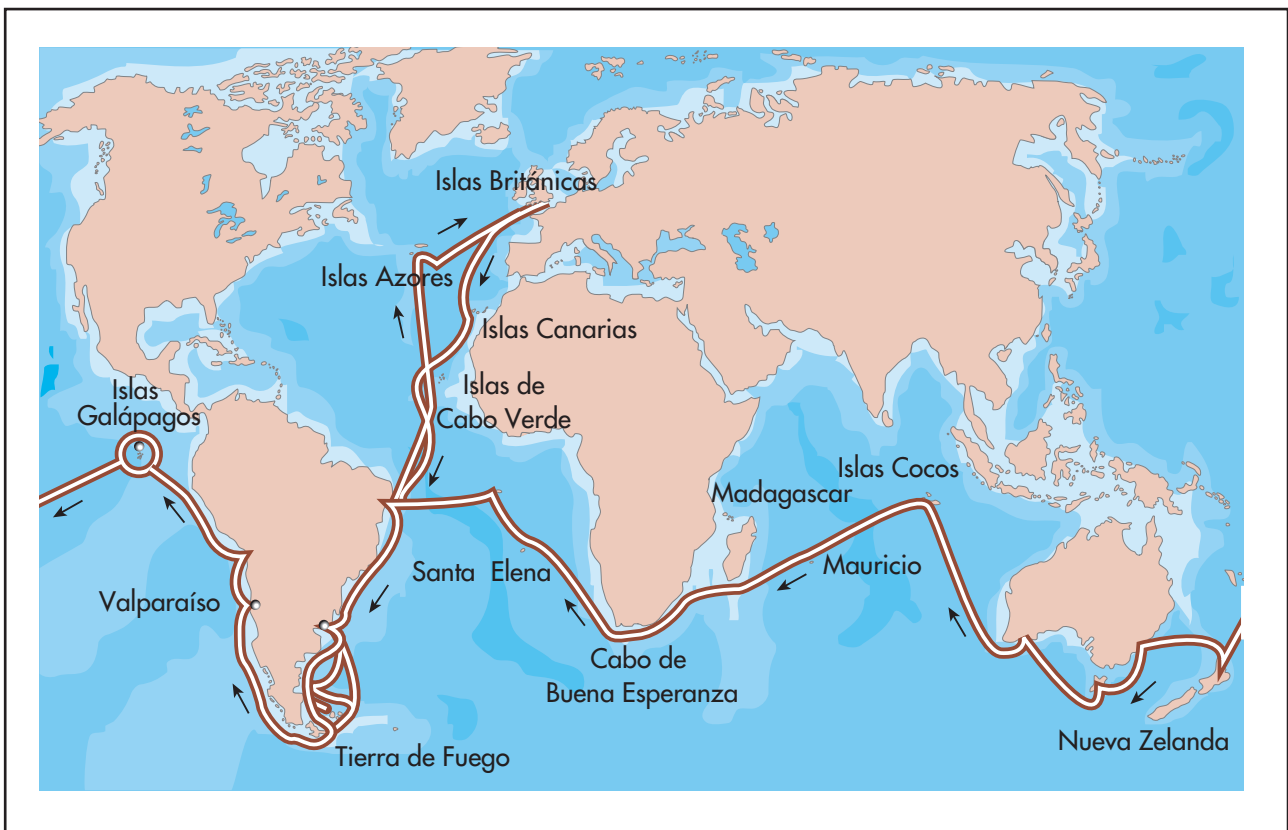 Islas Británicas
Islas Azores
Islas Canarias
Islas
Galápagos
Islas de
Cabo Verde
Islas Cocos
Madagascar
Santa Elena
Mauricio
Valparaíso
Cabo de
Buena Esperanza
Nueva Zelanda
Tierra de Fuego